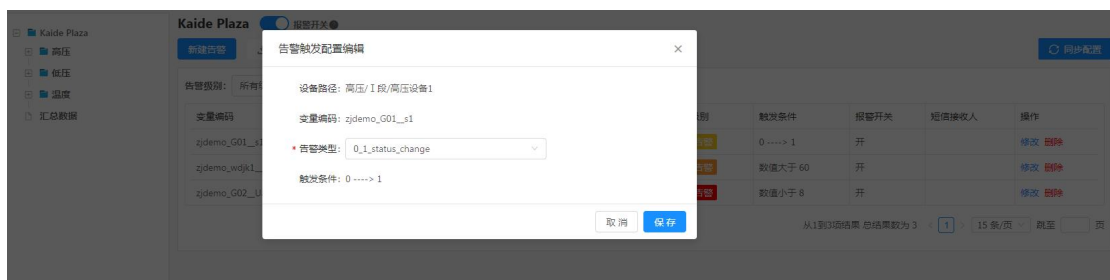 Kaide Plaza
高压
低压
温度
汇总数据
Kaide Plaza 报警开关
新建告警
同步配置
告警级别: 所有
告警触发配置编辑
设备路径: 高压/Ⅰ段/高压设备1
变量编码: zjdemo_G01__s1
* 告警类型: 0_1_status_change
触发条件: 0 ----> 1
取消 保存
变量编码 触发条件 报警开关 短信接收人 操作
zjdemo_G01__s1 0 ----> 1 开 修改 删除
zjdemo_wdjk1__ 数值大于 60 开 修改 删除
zjdemo_G02__U 数值小于 8 开 修改 删除
从1到3项结果 总结果数为 3 < 1 > 15 条/页 跳至 页